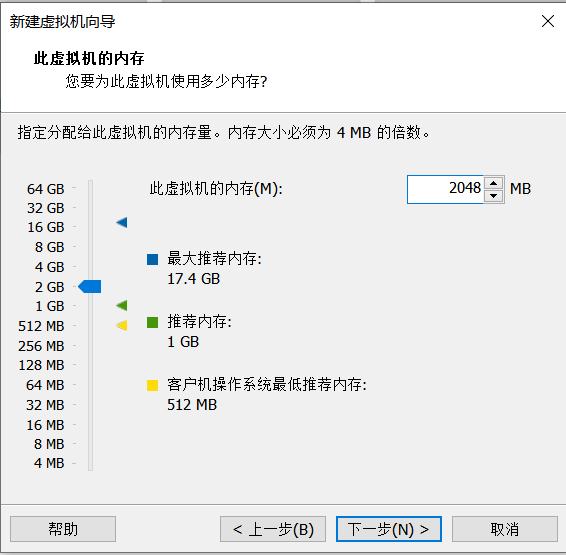 新建虚拟机向导
此虚拟机的内存
您要为此虚拟机使用多少内存?
指定分配给此虚拟机的内存量。内存大小必须为 4 MB 的倍数。
64 GB
32 GB
16 GB
8 GB
4 GB
2 GB
1 GB
512 MB
256 MB
128 MB
64 MB
32 MB
16 MB
8 MB
4 MB
此虚拟机的内存(M): 2048 MB
最大推荐内存:
17.4 GB
推荐内存:
1 GB
客户机操作系统最低推荐内存:
512 MB
帮助 < 上一步(B) 下一步(N) > 取消